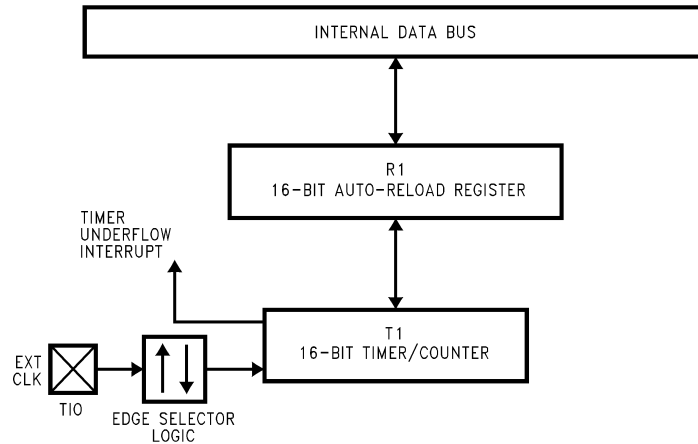 INTERNAL DATA BUS
R1
16-BIT AUTO-RELOAD REGISTER
TIMER
UNDERFLOW
INTERRUPT
T1
16-BIT TIMER/COUNTER
EXT
CLK
TIO
EDGE SELECTOR
LOGIC